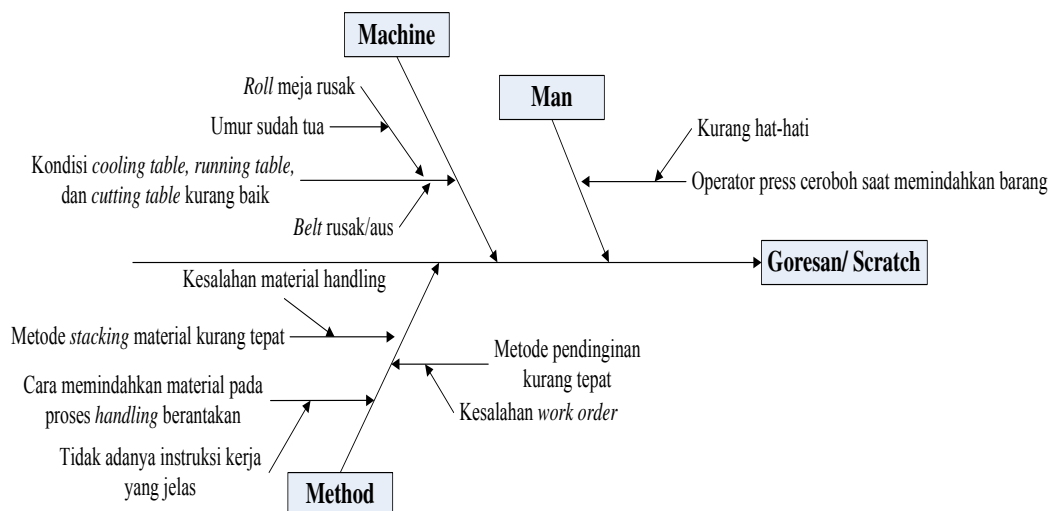 Machine
Roll meja rusak
Umur sudah tua
Kondisi cooling table, running table,
dan cutting table kurang baik
Belt rusak/aus
Man
Kurang hat-hati
Operator press ceroboh saat memindahkan barang
Goresan/ Scratch
Kesalahan material handling
Metode stacking material kurang tepat
Cara memindahkan material pada
proses handling berantakan
Tidak adanya instruksi kerja
yang jelas
Metode pendinginan
kurang tepat
Kesalahan work order
Method